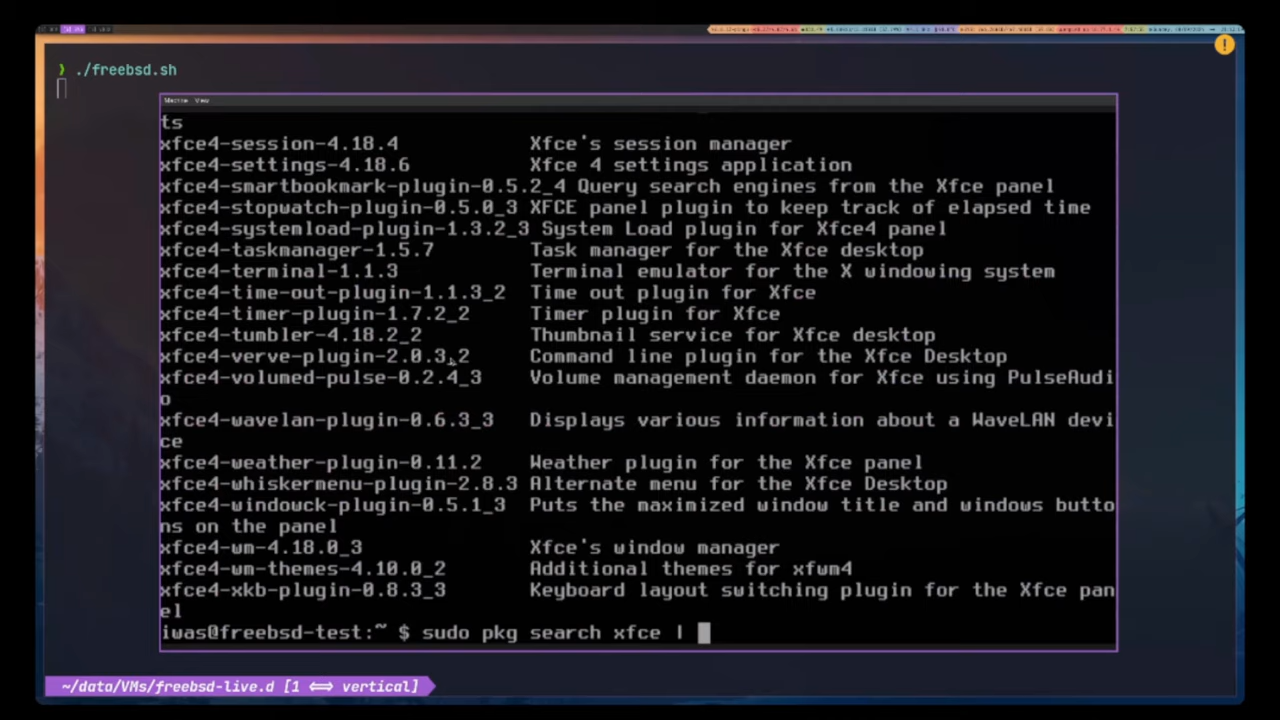 ❯ ./freebsd.sh
Machine View
ts
xfce4-session-4.18.4 Xfce's session manager
xfce4-settings-4.18.6 Xfce 4 settings application
xfce4-smartbookmark-plugin-0.5.2_4 Query search engines from the Xfce panel
xfce4-stopwatch-plugin-0.5.0_3 XFCE panel plugin to keep track of elapsed time
xfce4-systemload-plugin-1.3.2_3 System Load plugin for Xfce4 panel
xfce4-taskmanager-1.5.7 Task manager for the Xfce desktop
xfce4-terminal-1.1.3 Terminal emulator for the X windowing system
xfce4-time-out-plugin-1.1.3_2 Time out plugin for Xfce
xfce4-timer-plugin-1.7.2_2 Timer plugin for Xfce
xfce4-tumbler-4.18.2_2 Thumbnail service for Xfce desktop
xfce4-verve-plugin-2.0.3_2 Command line plugin for the Xfce Desktop
xfce4-volumed-pulse-0.2.4_3 Volume management daemon for Xfce using PulseAudi
o
xfce4-wavelan-plugin-0.6.3_3 Displays various information about a WaveLAN devi
ce
xfce4-weather-plugin-0.11.2 Weather plugin for the Xfce panel
xfce4-whiskermenu-plugin-2.8.3 Alternate menu for the Xfce Desktop
xfce4-windowck-plugin-0.5.1_3 Puts the maximized window title and windows butto
ns on the panel
xfce4-wm-4.18.0_3 Xfce's window manager
xfce4-wm-themes-4.10.0_2 Additional themes for xfwm4
xfce4-xkb-plugin-0.8.3_3 Keyboard layout switching plugin for the Xfce pan
el
iwas@freebsd-test:~ $ sudo pkg search xfce |
~/data/VMs/freebsd-live.d [1 ⟺ vertical]